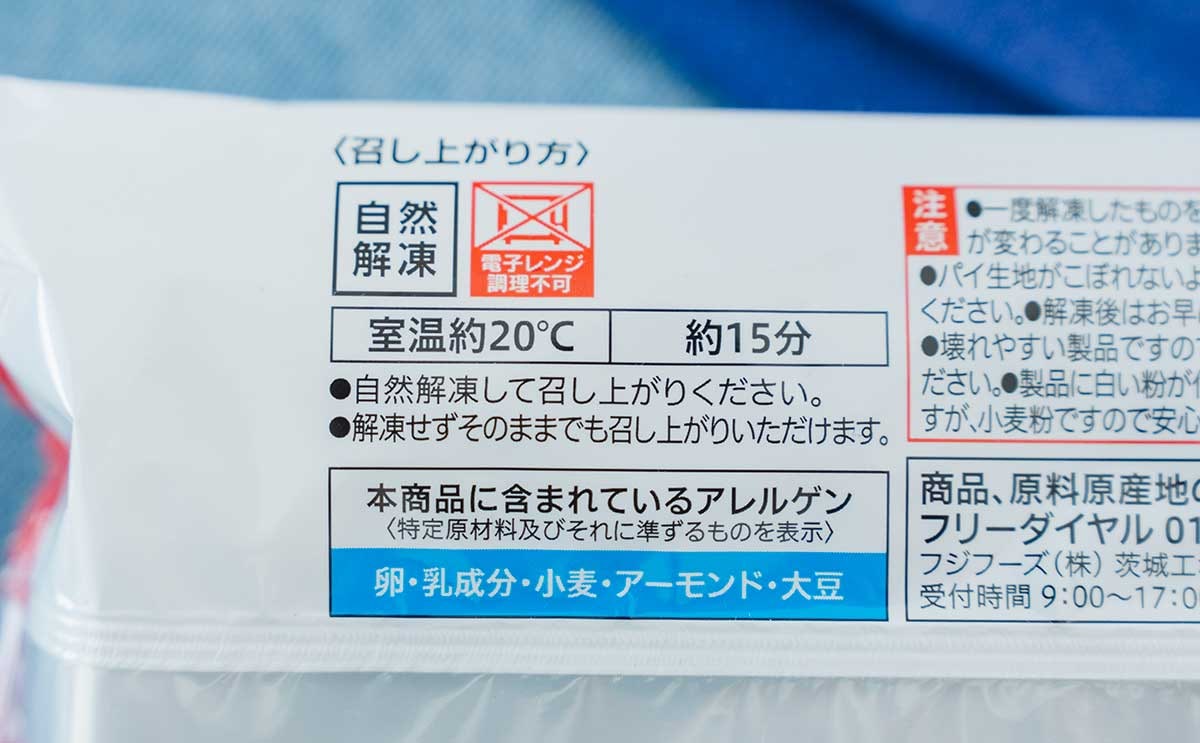 〈召し上がり方〉
自然
解凍
電子レンジ
調理不可
室温約20℃ 約15分
●自然解凍して召し上がりください。
●解凍せずそのままでも召し上がりいただけます。
本商品に含まれているアレルゲン
〈特定原材料及びそれに準ずるものを表示〉
卵・乳成分・小麦・アーモンド・大豆
注意
●一度解凍したものを
が変わることがありま
●パイ生地がこぼれないよ
ください。●解凍後はお早
●壊れやすい製品ですので
ださい。●製品に白い粉が
すが、小麦粉ですので安心
商品、原料原産地の
フリーダイヤル 01
フジフーズ(株) 茨城工
受付時間 9:00〜17:0